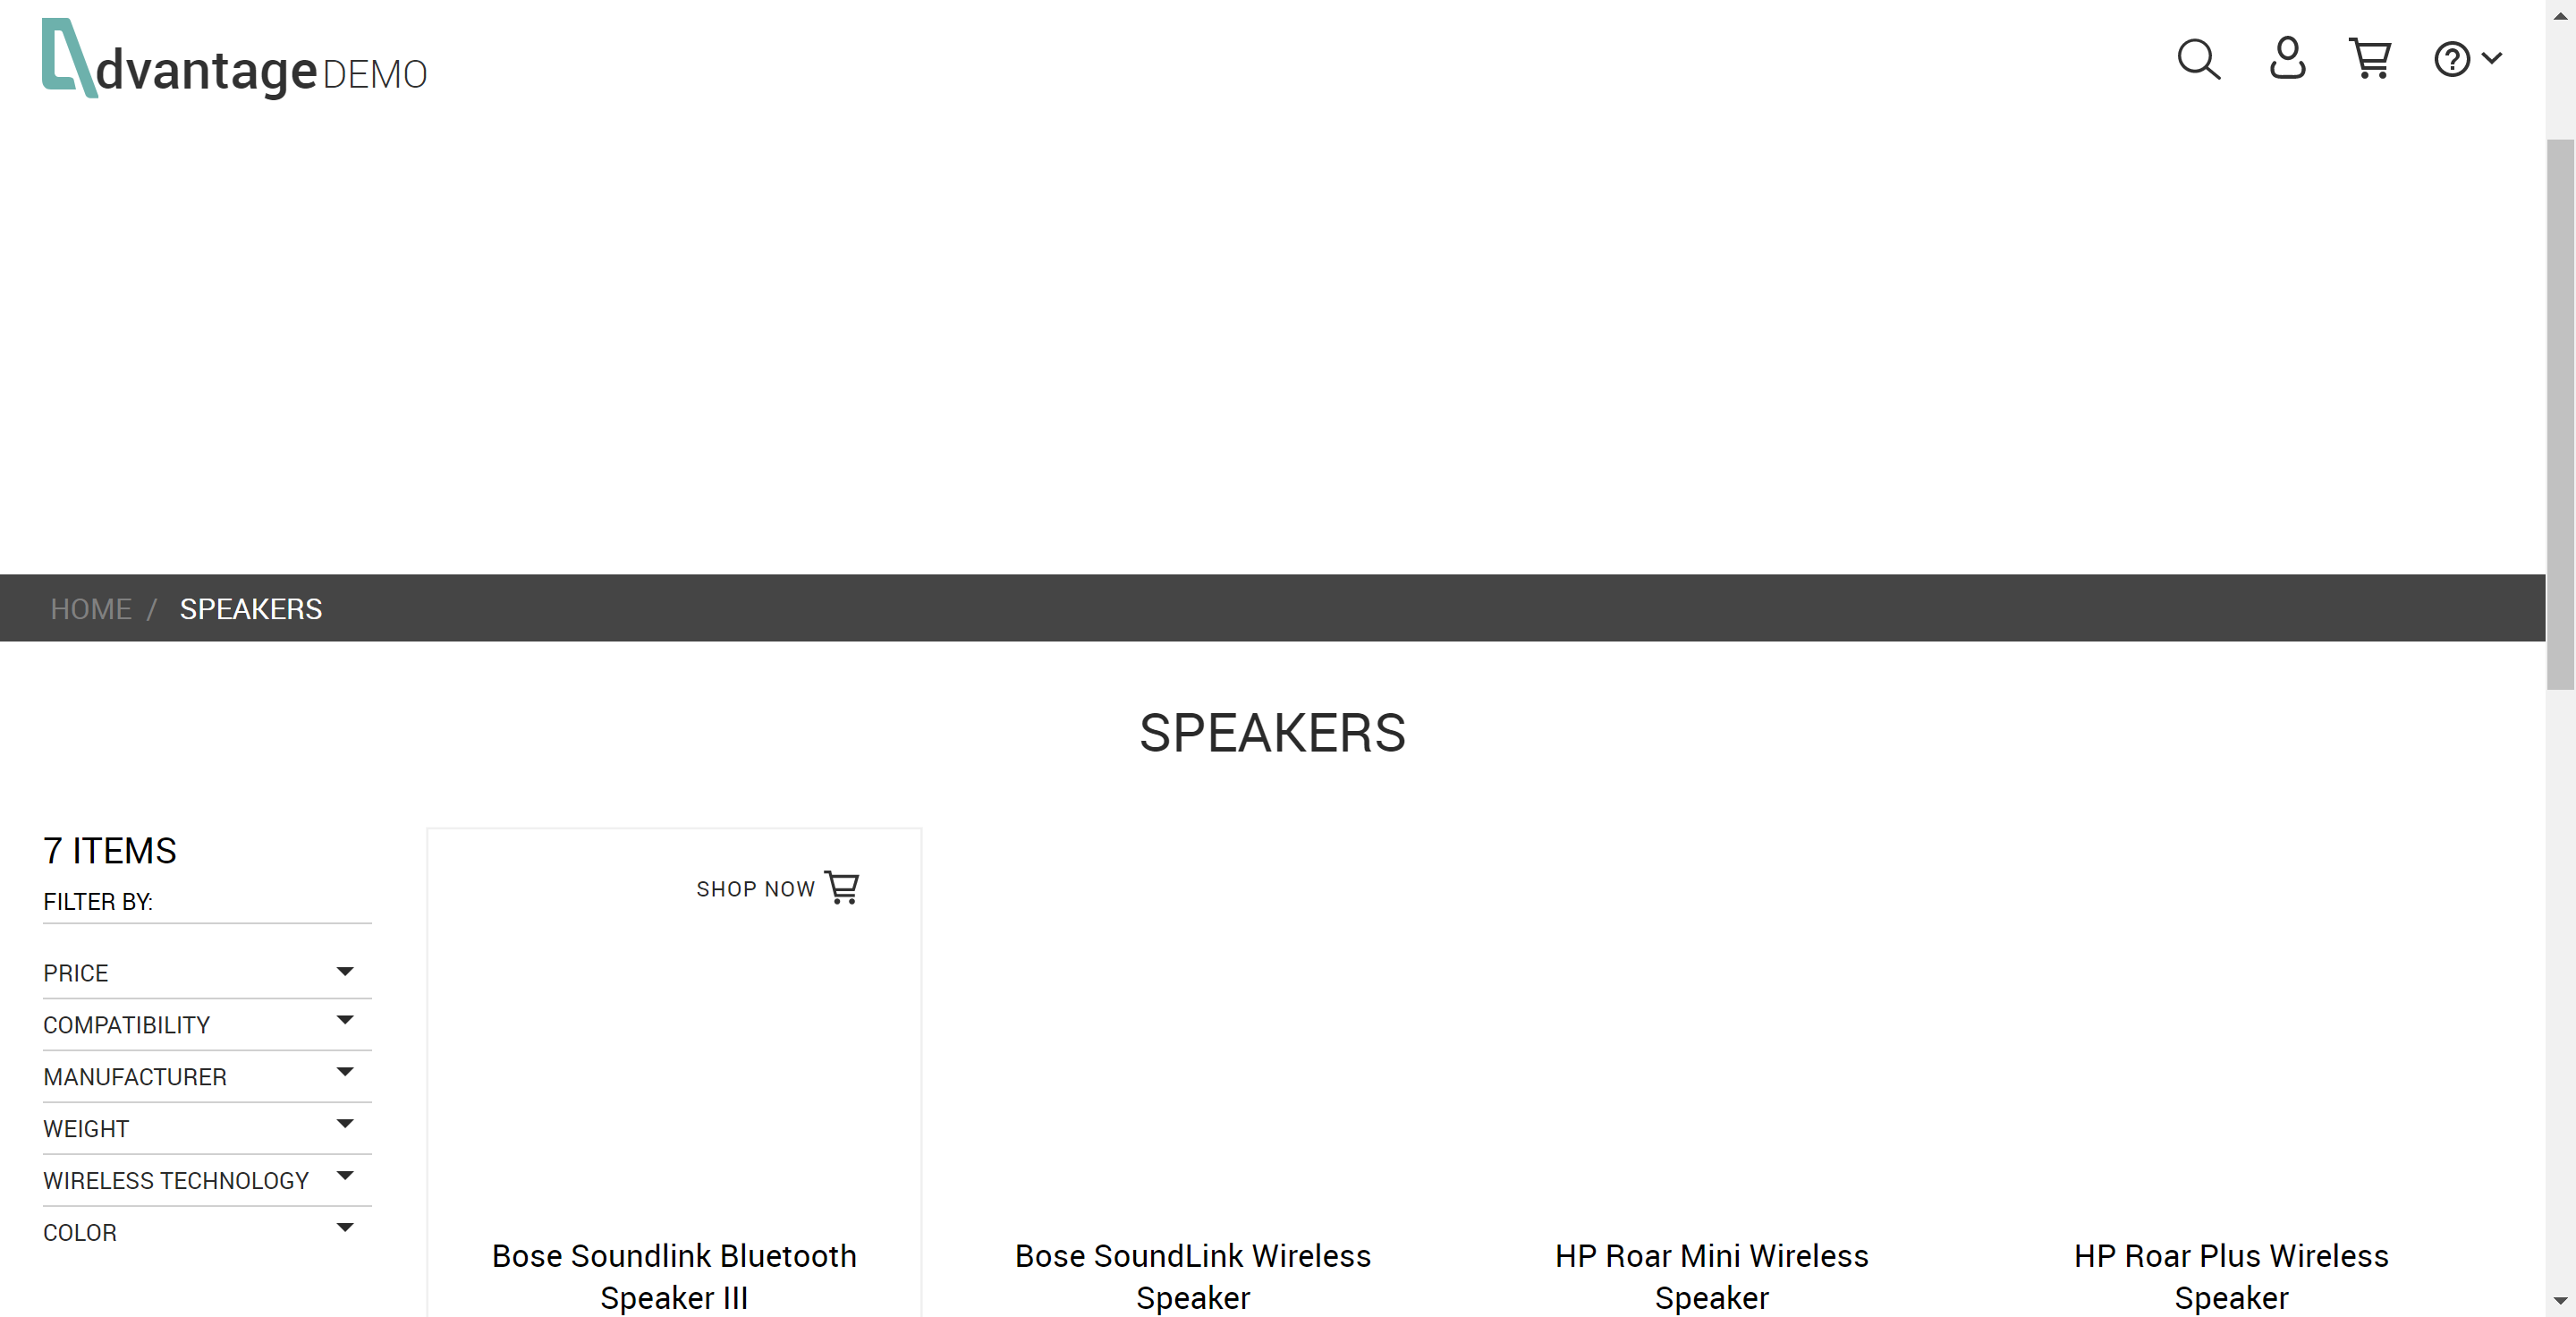 dvantage DEMO
HOME / SPEAKERS
SPEAKERS
7 ITEMS
FILTER BY:
PRICE
COMPATIBILITY
MANUFACTURER
WEIGHT
WIRELESS TECHNOLOGY
COLOR
SHOP NOW
Bose Soundlink Bluetooth
Speaker III
Bose SoundLink Wireless
Speaker
HP Roar Mini Wireless
Speaker
HP Roar Plus Wireless
Speaker